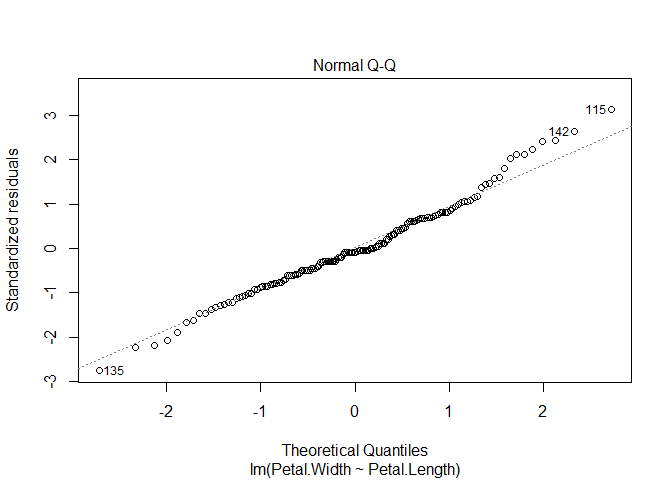 Normal Q-Q
Standardized residuals
3
2
1
0
-1
-2
-3
115
142
135
-2 -1 0 1 2
Theoretical Quantiles
lm(Petal.Width ~ Petal.Length)